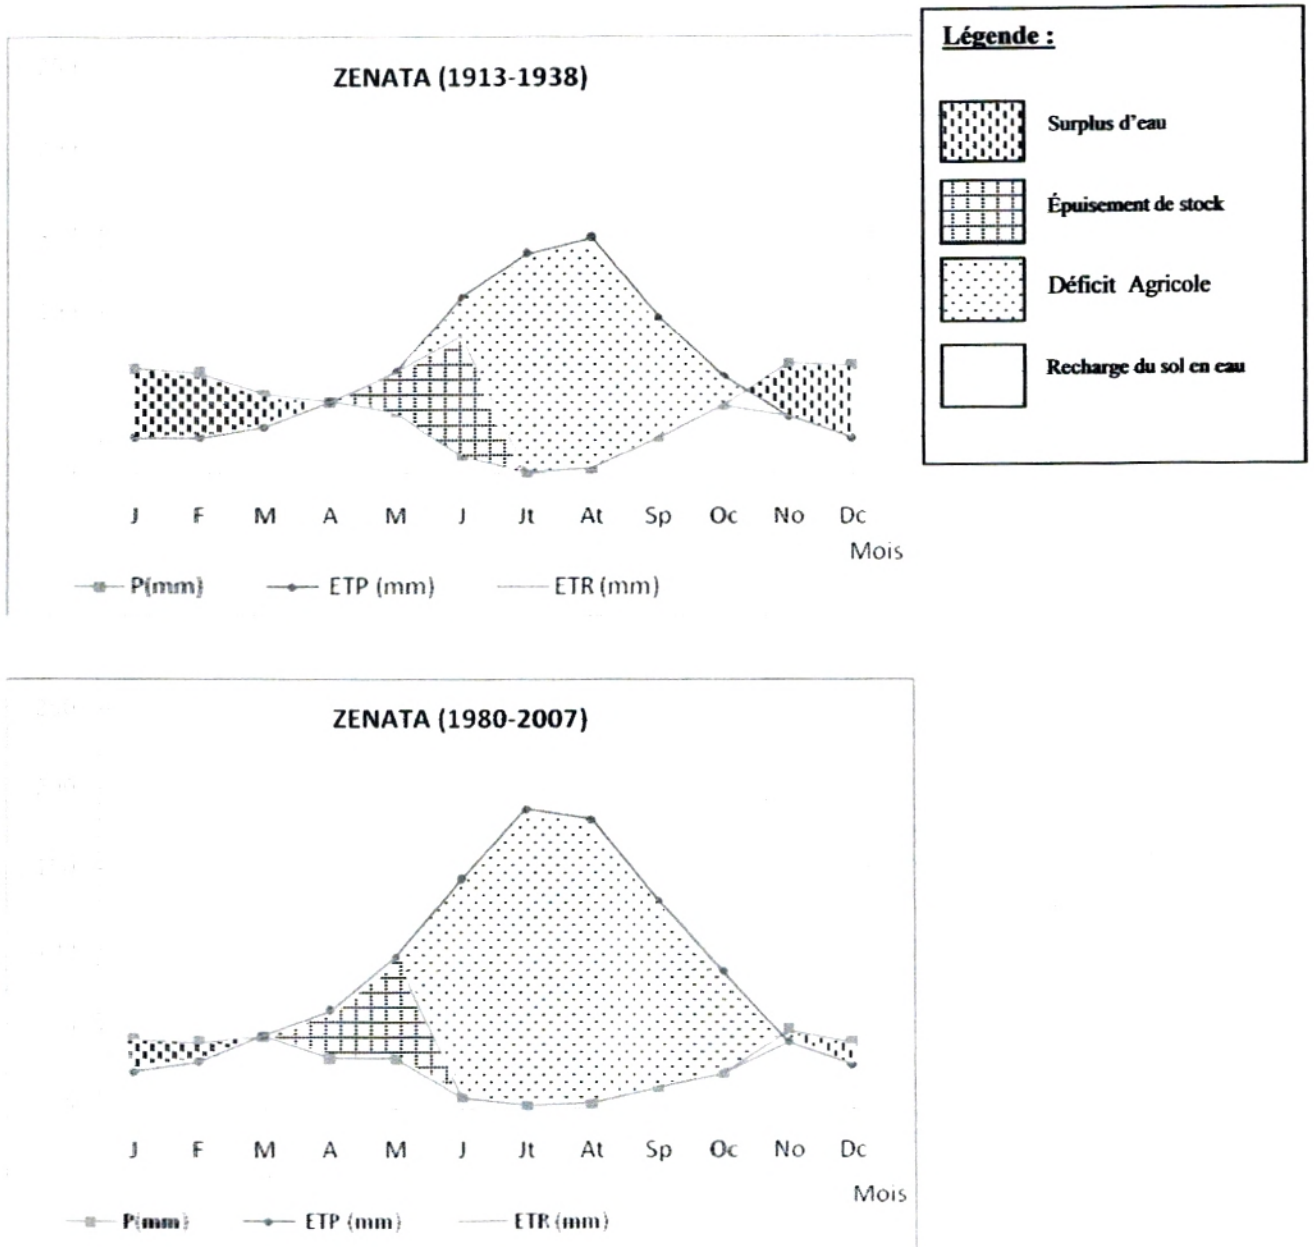 ZENATA (1913-1938)
J F M A M J Jt At Sp Oc No Dc
Mois
P(mm) ETP (mm) ETR (mm)
Légende :
Surplus d'eau
Épuisement de stock
Déficit Agricole
Recharge du sol en eau
ZENATA (1980-2007)
J F M A M J Jt At Sp Oc No Dc
Mois
P(mm) ETP (mm) ETR (mm)